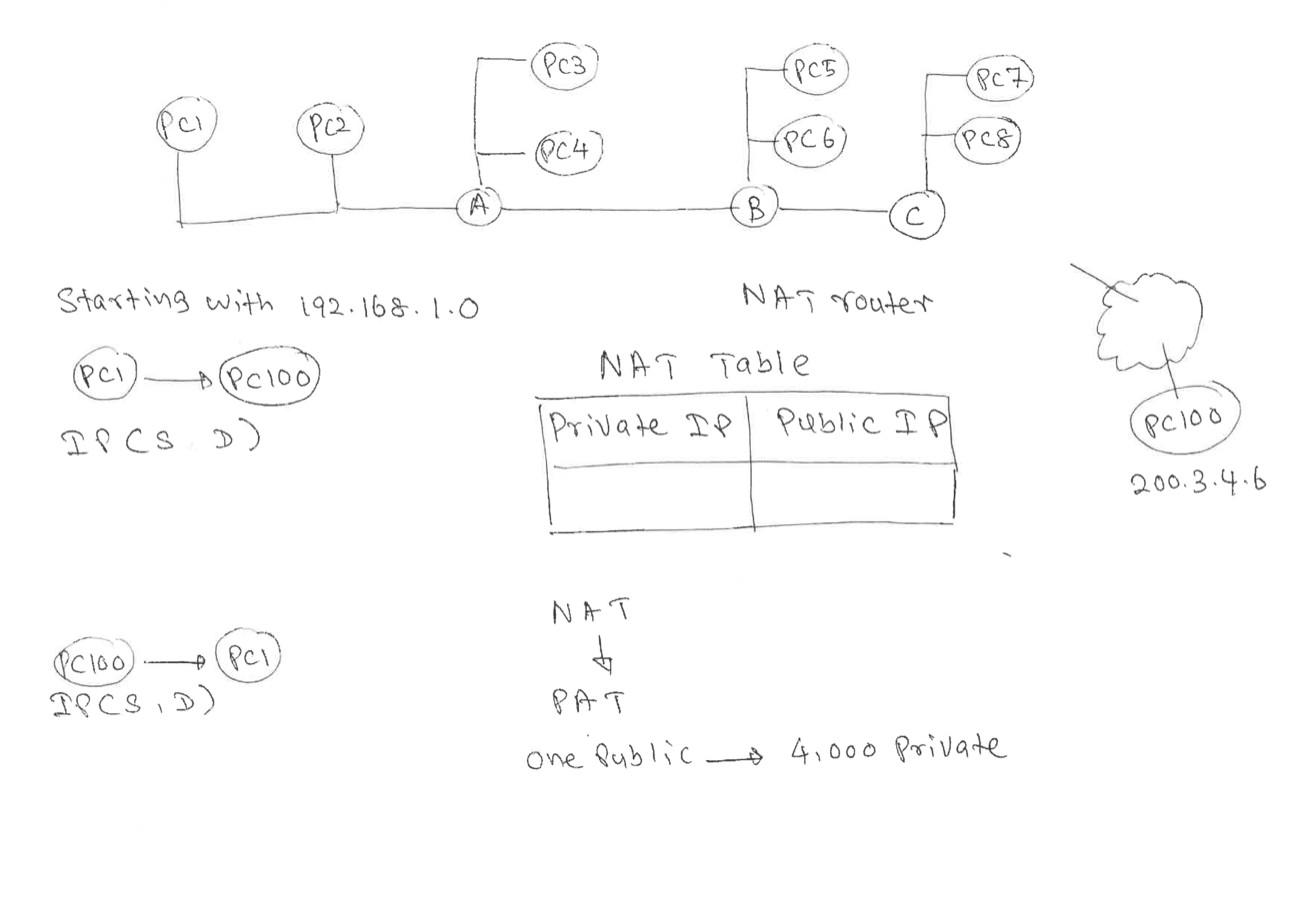 PC3
PC5
PC7
PC1
PC2
PC4
PC6
PC8
A
B
C
Starting with 192.168.1.0
NAT router
PC1 → PC100
IP(S D)
NAT Table
Private IP Public IP
PC100
200.3.4.6
NAT
↓
PAT
PC100 → PC1
IP(S, D)
One Public → 4,000 Private